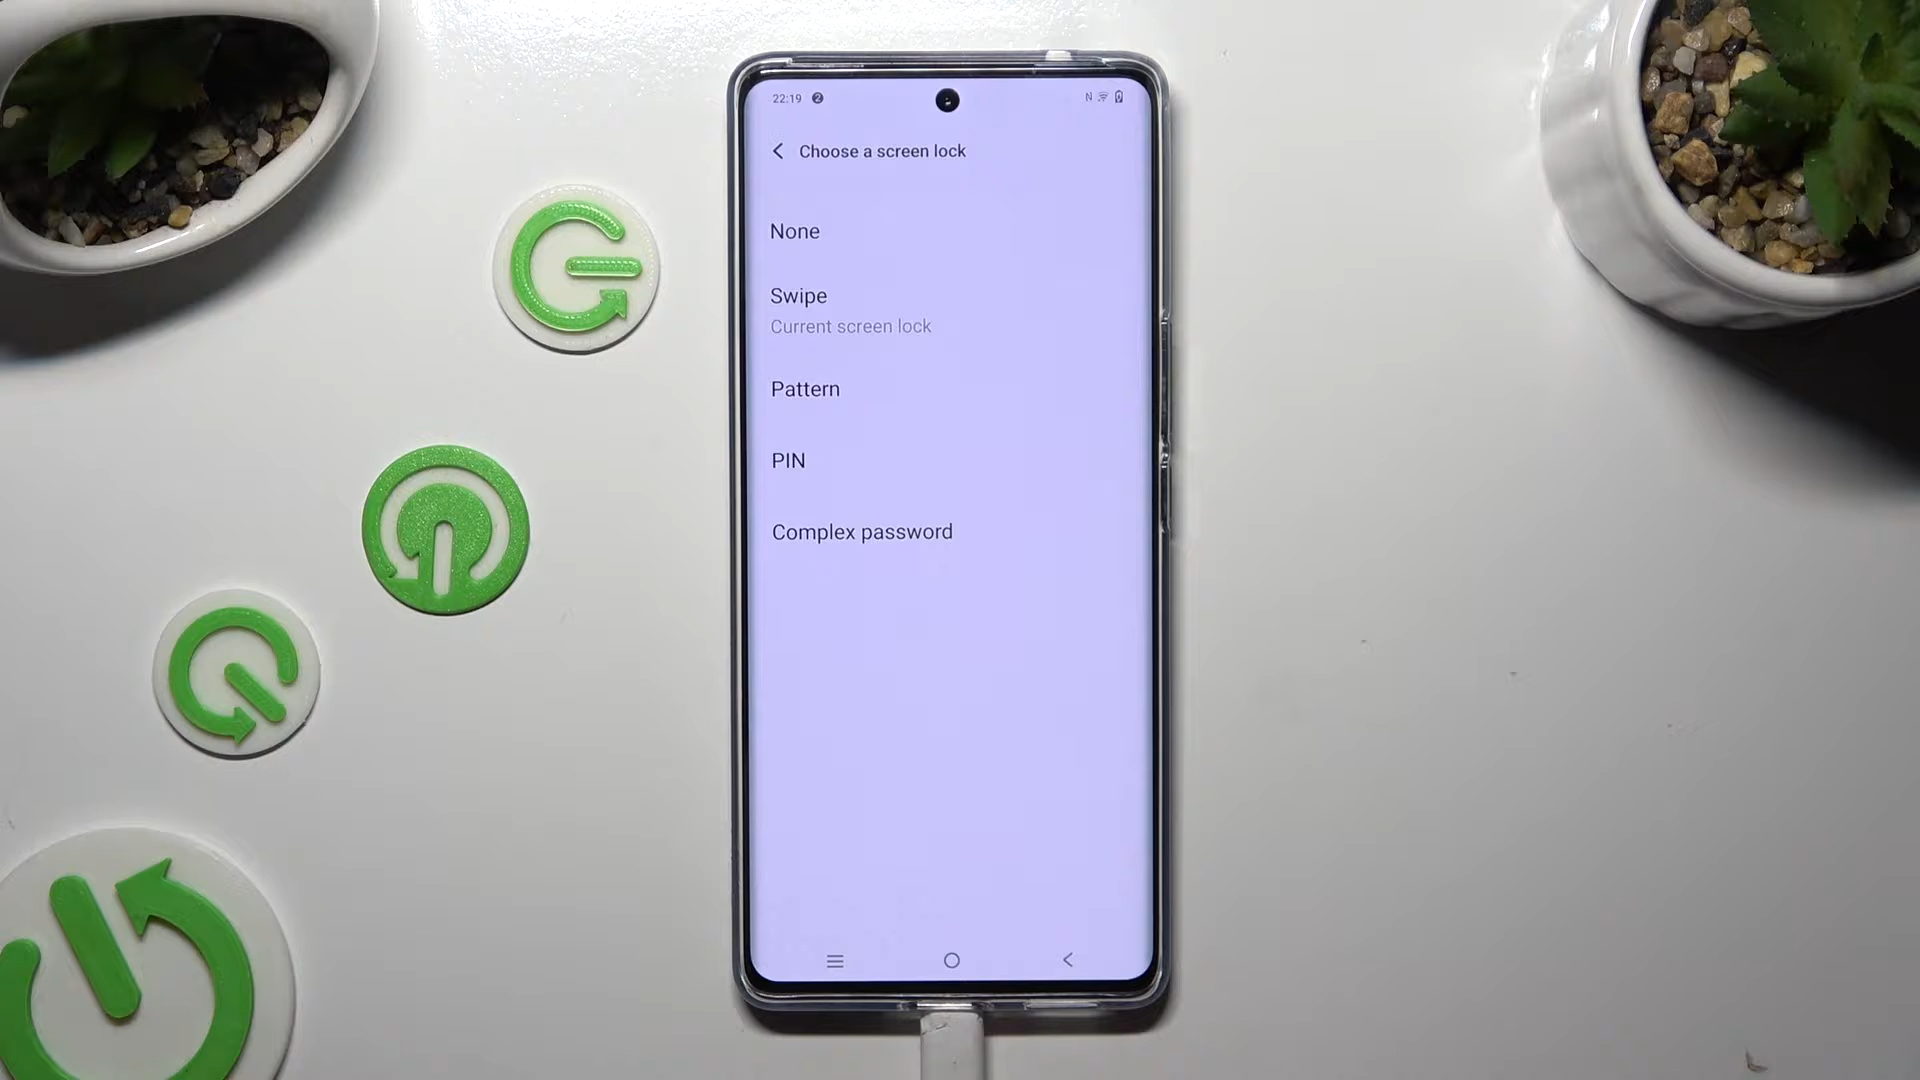 22:19
Choose a screen lock
None
Swipe
Current screen lock
Pattern
PIN
Complex password